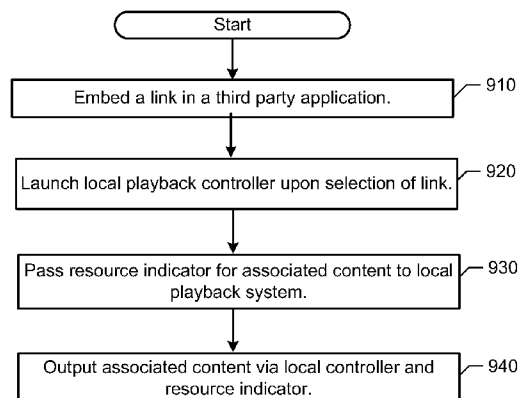 Start
Embed a link in a third party application.
910
Launch local playback controller upon selection of link.
920
Pass resource indicator for associated content to local
playback system.
930
Output associated content via local controller and
resource indicator.
940